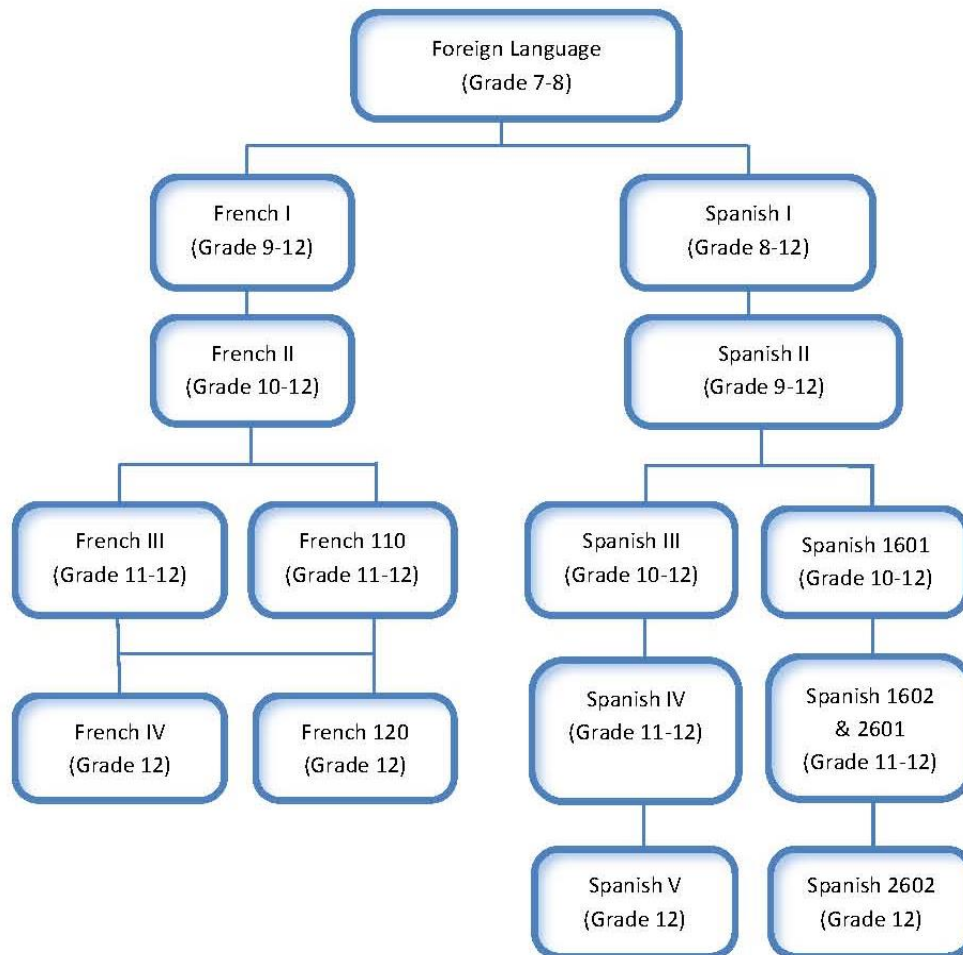 Foreign Language
(Grade 7-8)
French I
(Grade 9-12)
Spanish I
(Grade 8-12)
French II
(Grade 10-12)
Spanish II
(Grade 9-12)
French III
(Grade 11-12)
French 110
(Grade 11-12)
Spanish III
(Grade 10-12)
Spanish 1601
(Grade 10-12)
French IV
(Grade 12)
French 120
(Grade 12)
Spanish IV
(Grade 11-12)
Spanish 1602
& 2601
(Grade 11-12)
Spanish V
(Grade 12)
Spanish 2602
(Grade 12)